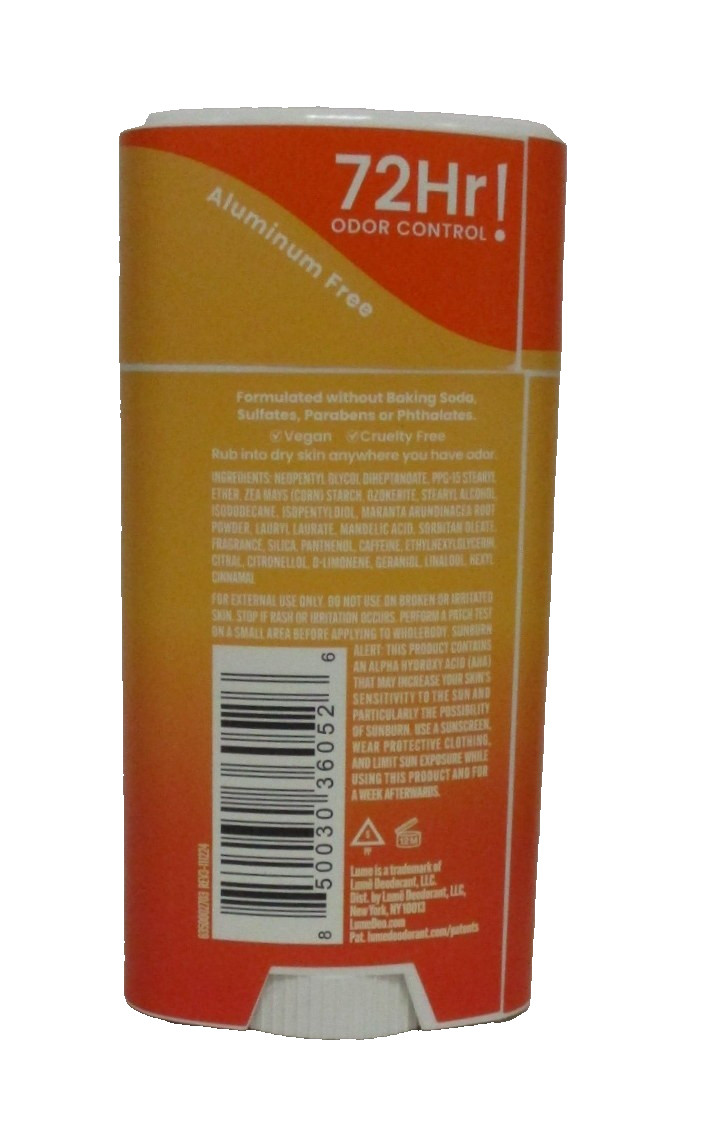 72Hr!
ODOR CONTROL
Aluminum Free
Formulated without Baking Soda,
Sulfates, Parabens or Phthalates.
Vegan Cruelty Free
Rub into dry skin anywhere you have odor.
INGREDIENTS: NEOPENTYL GLYCOL DIHEPTANOATE, PPG-15 STEARYL
ETHER, ZEA MAYS (CORN) STARCH, OZOKERITE, STEARYL ALCOHOL,
ISODODECANE, ISOPENTYLDIOL, MARANTA ARUNDINACEA ROOT
POWDER, LAURYL LAURATE, MANDELIC ACID, SORBITAN OLEATE,
FRAGRANCE, SILICA, PANTHENOL, CAFFEINE, ETHYLHEXYLGLYCERIN,
CITRAL, CITRONELLOL, D-LIMONENE, GERANIOL, LINALOOL, HEXYL
CINNAMAL
FOR EXTERNAL USE ONLY. DO NOT USE ON BROKEN OR IRRITATED
SKIN. STOP IF RASH OR IRRITATION OCCURS. PERFORM A PATCH TEST
ON A SMALL AREA BEFORE APPLYING TO WHOLEBODY. SUNBURN
ALERT: THIS PRODUCT CONTAINS
AN ALPHA HYDROXY ACID (AHA)
THAT MAY INCREASE YOUR SKIN'S
SENSITIVITY TO THE SUN AND
PARTICULARLY THE POSSIBILITY
OF SUNBURN. USE A SUNSCREEN,
WEAR PROTECTIVE CLOTHING,
AND LIMIT SUN EXPOSURE WHILE
USING THIS PRODUCT AND FOR
A WEEK AFTERWARDS.
8 50030 36052 6
5
PP
12M
Lume is a trademark of
Lumē Deodorant, LLC.
Dist. by Lumē Deodorant, LLC,
New York, NY 10013
LumeDeo.com
Pat. lumedeodorant.com/patents